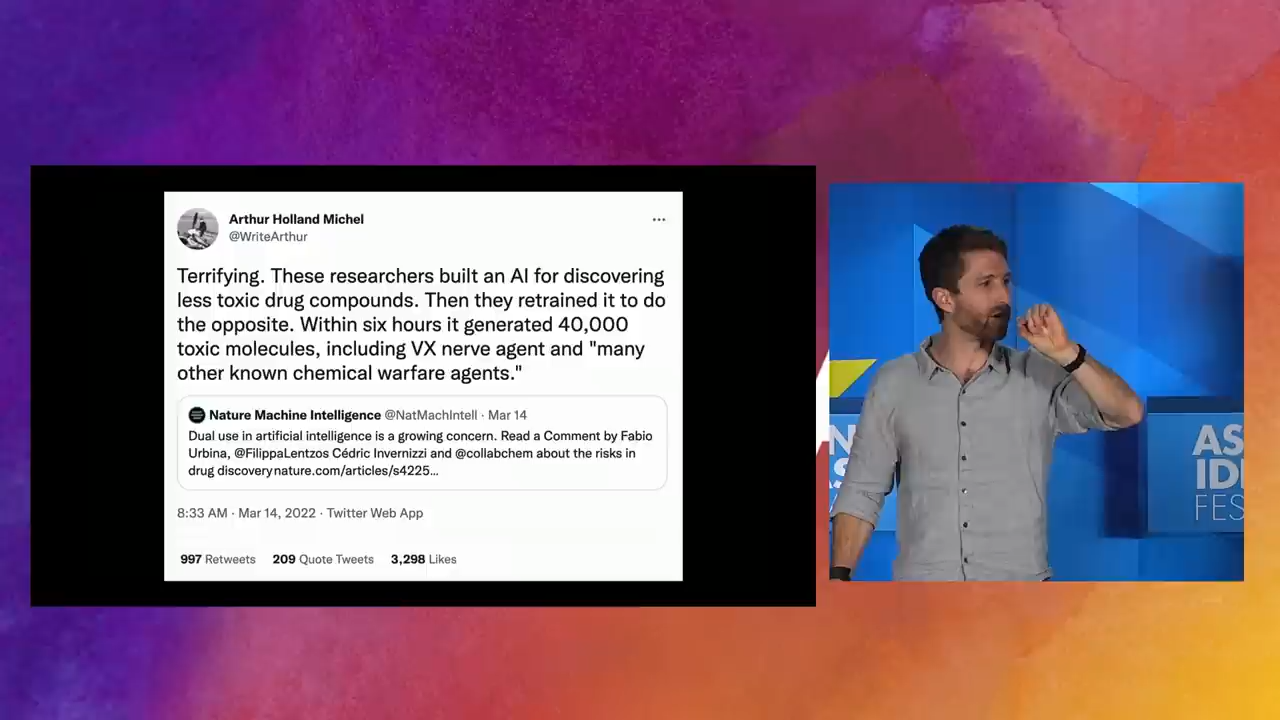 Arthur Holland Michel
@WriteArthur
Terrifying. These researchers built an AI for discovering
less toxic drug compounds. Then they retrained it to do
the opposite. Within six hours it generated 40,000
toxic molecules, including VX nerve agent and "many
other known chemical warfare agents."
Nature Machine Intelligence @NatMachIntell · Mar 14
Dual use in artificial intelligence is a growing concern. Read a Comment by Fabio
Urbina, @FilippaLentzos Cédric Invernizzi and @collabchem about the risks in
drug discoverynature.com/articles/s4225…
8:33 AM · Mar 14, 2022 · Twitter Web App
997 Retweets 209 Quote Tweets 3,298 Likes
AS
ID
FES